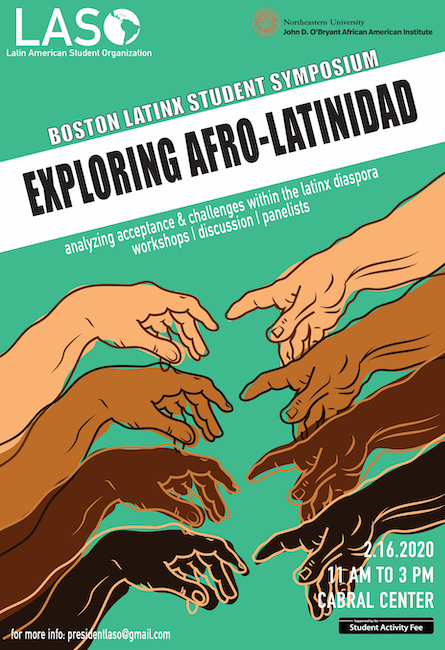 LASO
Latin American Student Organization
Northeastern University
John D. O'Bryant African American Institute
BOSTON LATINX STUDENT SYMPOSIUM
EXPLORING AFRO-LATINIDAD
analyzing acceptance & challenges within the latinx diaspora
workshops | discussion | panelists
2.16.2020
11 AM TO 3 PM
CABRAL CENTER
Supported by the
Student Activity Fee
for more info: presidentlaso@gmail.com